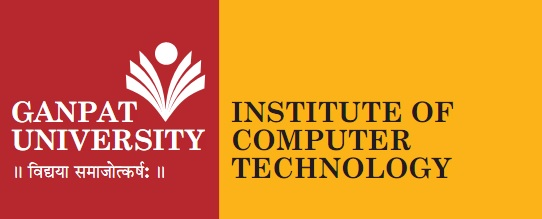 GANPAT
UNIVERSITY
॥ विद्यया समाजोत्कर्षः ॥
INSTITUTE OF
COMPUTER
TECHNOLOGY